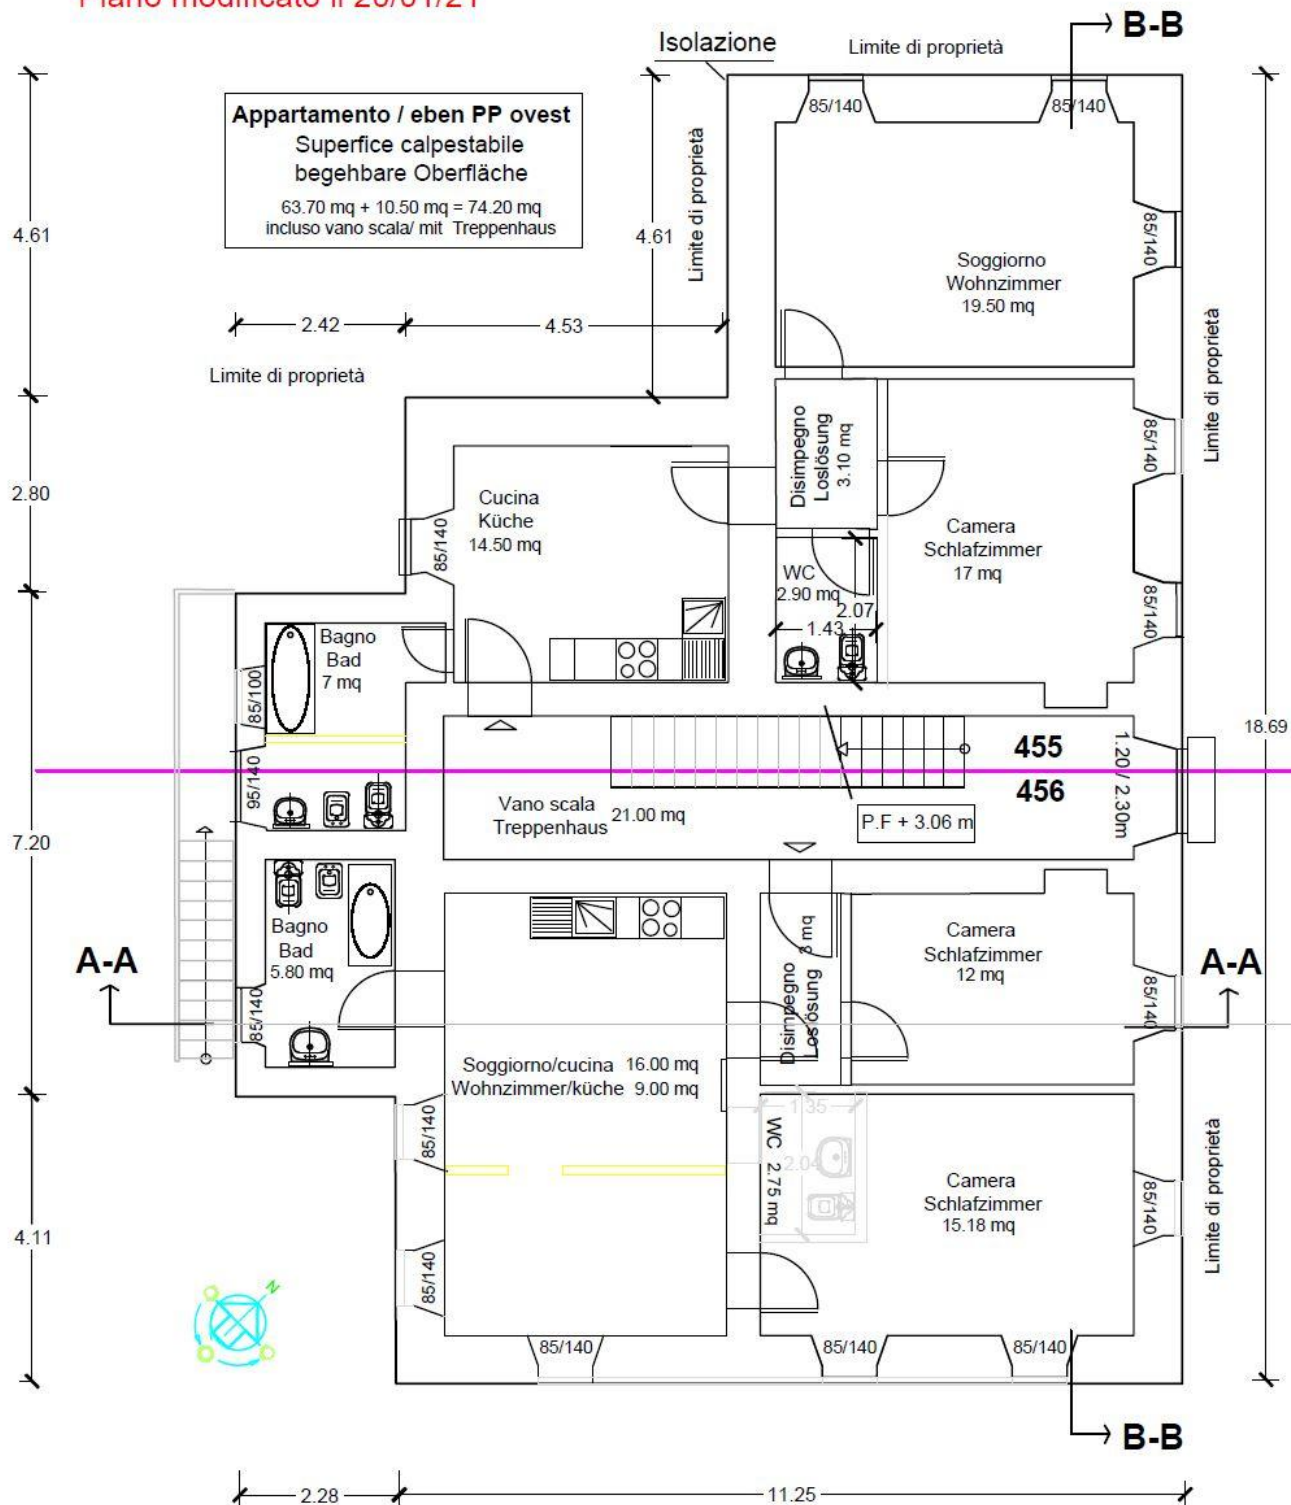 Isolazione
Limite di proprietà
B-B
85/140
85/140
Appartamento / eben PP ovest
Superfice calpestabile
begehbare Oberfläche
63.70 mq + 10.50 mq = 74.20 mq
incluso vano scala/ mit Treppenhaus
Limite di proprietà
4.61
4.61
85/140
Soggiorno
Wohnzimmer
19.50 mq
2.42
4.53
Limite di proprietà
Limite di proprietà
Disimpegno
Loslösung
3.10 mq
85/140
2.80
Cucina
Küche
14.50 mq
85/140
Camera
Schlafzimmer
17 mq
WC
2.90 mq
2.07
1.43
85/140
Bagno
Bad
7 mq
85/100
95/140
455
456
1.20 / 2.30m
18.69
Vano scala
Treppenhaus
21.00 mq
P.F + 3.06 m
7.20
Bagno
Bad
5.80 mq
85/140
A-A
Disimpegno
Loslösung
3 mq
Camera
Schlafzimmer
12 mq
85/140
A-A
Soggiorno/cucina 16.00 mq
Wohnzimmer/küche 9.00 mq
85/140
1.35
WC 2.75 mq
2.04
Camera
Schlafzimmer
15.18 mq
85/140
Limite di proprietà
4.11
85/140
N
85/140
85/140
85/140
B-B
2.28
11.25